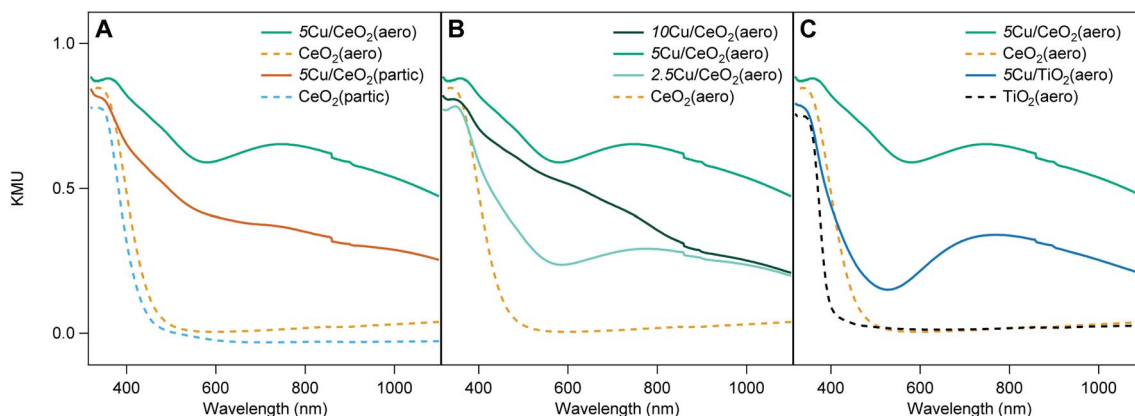 A
5Cu/CeO₂(aero)
CeO₂(aero)
5Cu/CeO₂(partic)
CeO₂(partic)
B
10Cu/CeO₂(aero)
5Cu/CeO₂(aero)
2.5Cu/CeO₂(aero)
CeO₂(aero)
C
5Cu/CeO₂(aero)
CeO₂(aero)
5Cu/TiO₂(aero)
TiO₂(aero)
KMU
1.0
0.5
0.0
400 600 800 1000
Wavelength (nm)
400 600 800 1000
Wavelength (nm)
400 600 800 1000
Wavelength (nm)